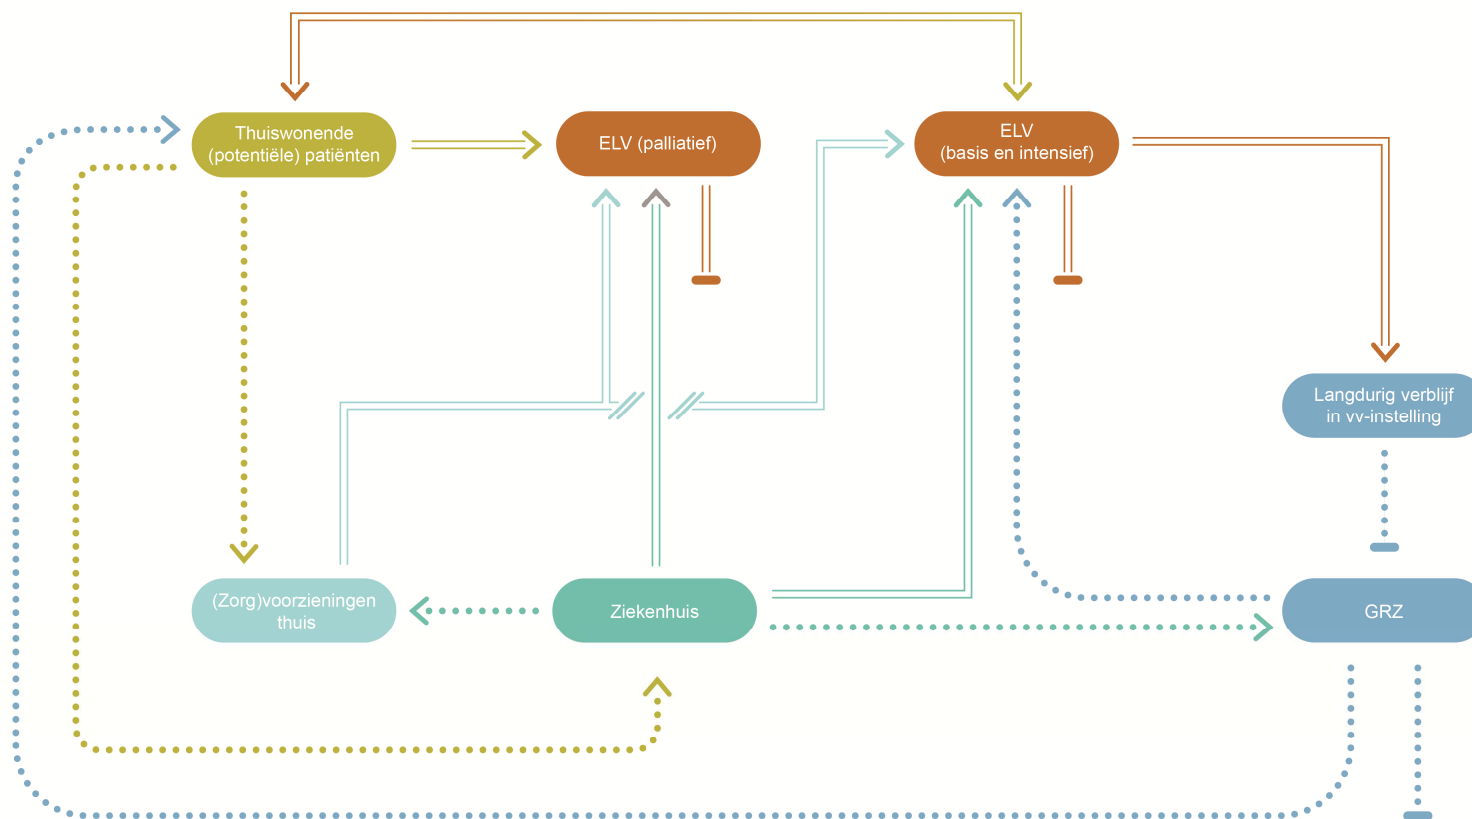 Thuiswonende
(potentiële) patiënten
ELV (palliatief)
ELV
(basis en intensief)
Langdurig verblijf
in vv-instelling
(Zorg)voorzieningen
thuis
Ziekenhuis
GRZ